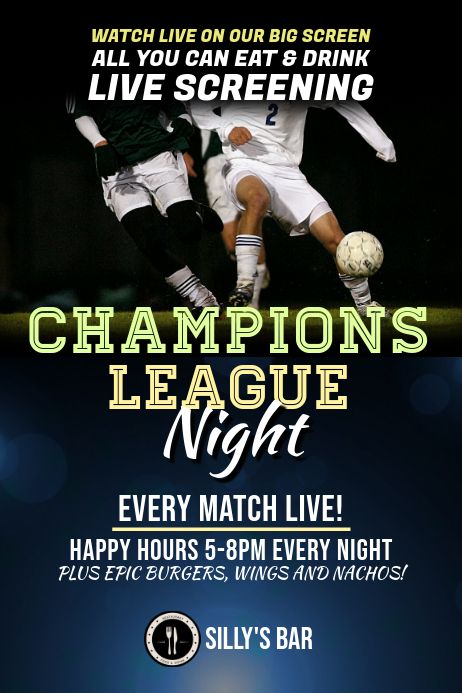 WATCH LIVE ON OUR BIG SCREEN
ALL YOU CAN EAT & DRINK
LIVE SCREENING
2
CHAMPIONS
LEAGUE
Night
EVERY MATCH LIVE!
HAPPY HOURS 5-8PM EVERY NIGHT
PLUS EPIC BURGERS, WINGS AND NACHOS!
SILLY'S BAR